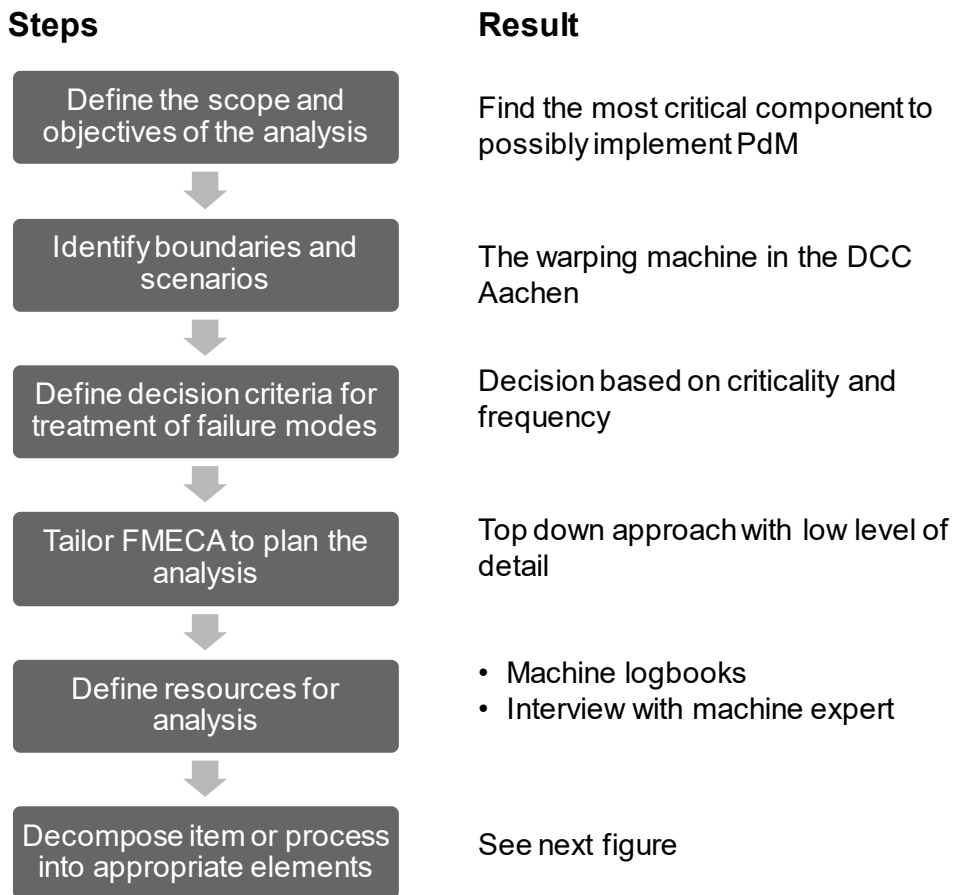 Steps
Result
Define the scope and
objectives of the analysis
Find the most critical component to
possibly implement PdM
Identify boundaries and
scenarios
The warping machine in the DCC
Aachen
Define decision criteria for
treatment of failure modes
Decision based on criticality and
frequency
Tailor FMECA to plan the
analysis
Top down approach with low level of
detail
Define resources for
analysis
• Machine logbooks
• Interview with machine expert
Decompose item or process
into appropriate elements
See next figure